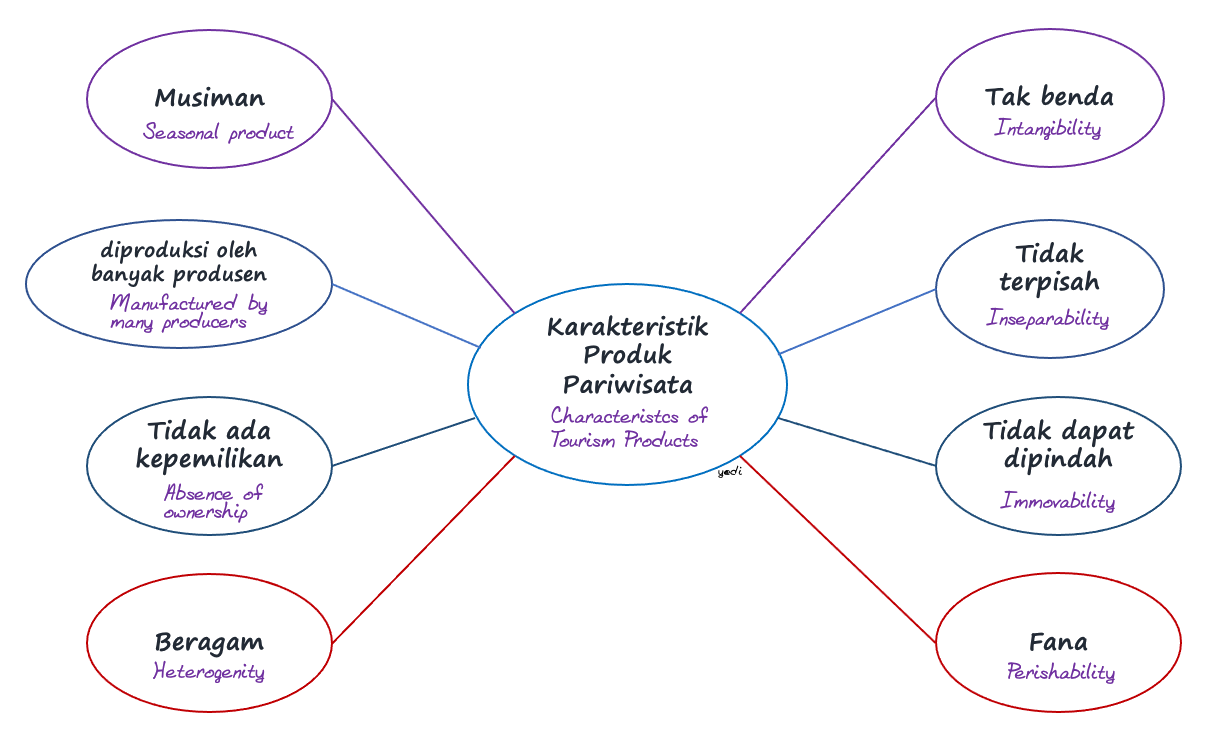 Musiman
Seasonal product
diproduksi oleh
banyak produsen
Manufactured by
many producers
Tidak ada
kepemilikan
Absence of
ownership
Beragam
Heterogenity
Karakteristik
Produk
Pariwisata
Characteristcs of
Tourism Products
yodi
Tak benda
Intangibility
Tidak
terpisah
Inseparability
Tidak dapat
dipindah
Immovability
Fana
Perishability